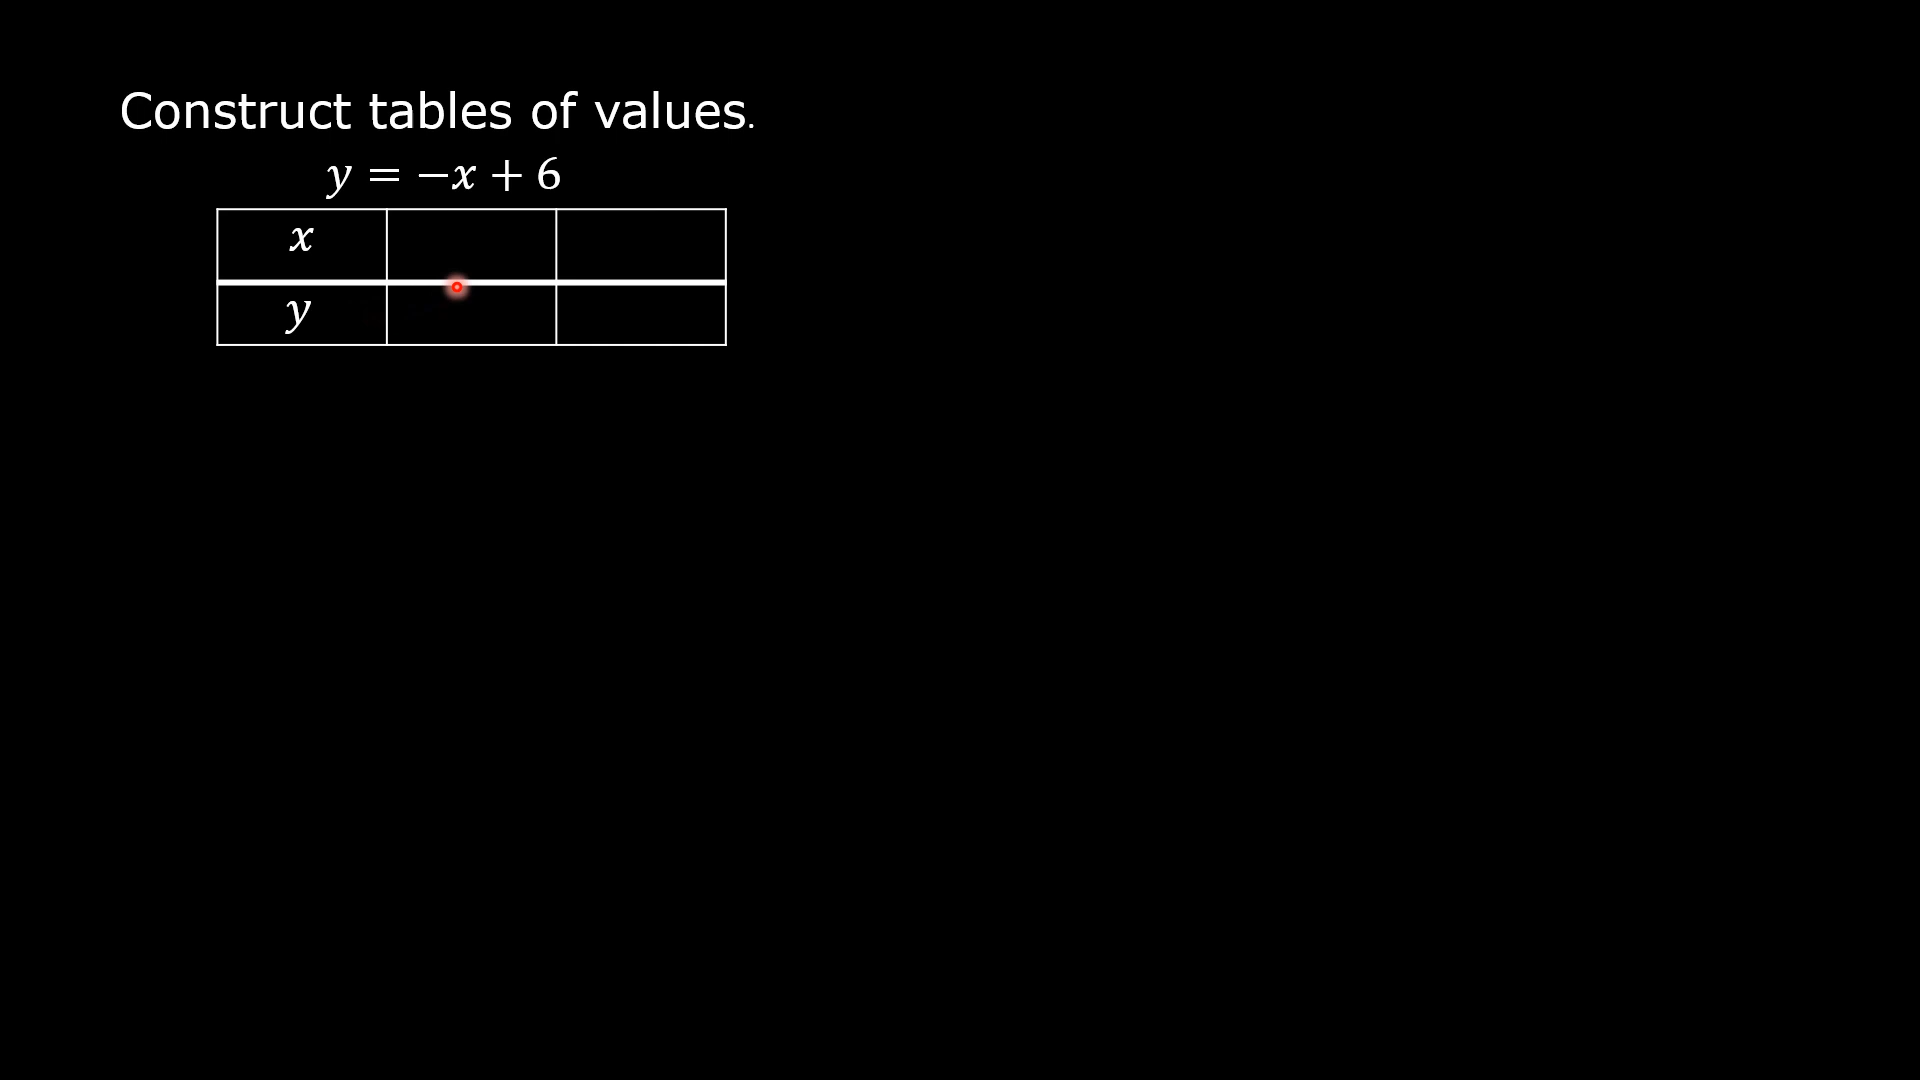 Construct tables of values.
y = −x + 6
x
y